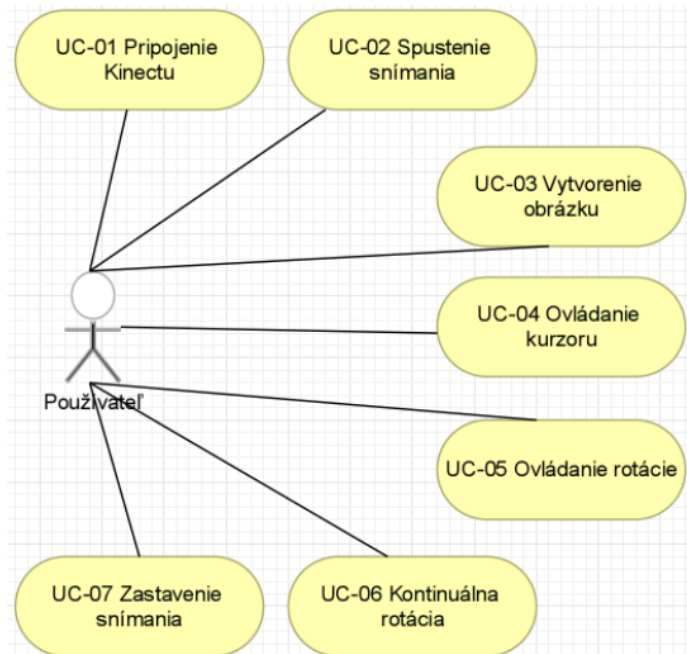 UC-01 Pripojenie
Kinectu
UC-02 Spustenie
snímania
UC-03 Vytvorenie
obrázku
UC-04 Ovládanie
kurzoru
Používateľ
UC-05 Ovládanie rotácie
UC-07 Zastavenie
snímania
UC-06 Kontinuálna
rotácia